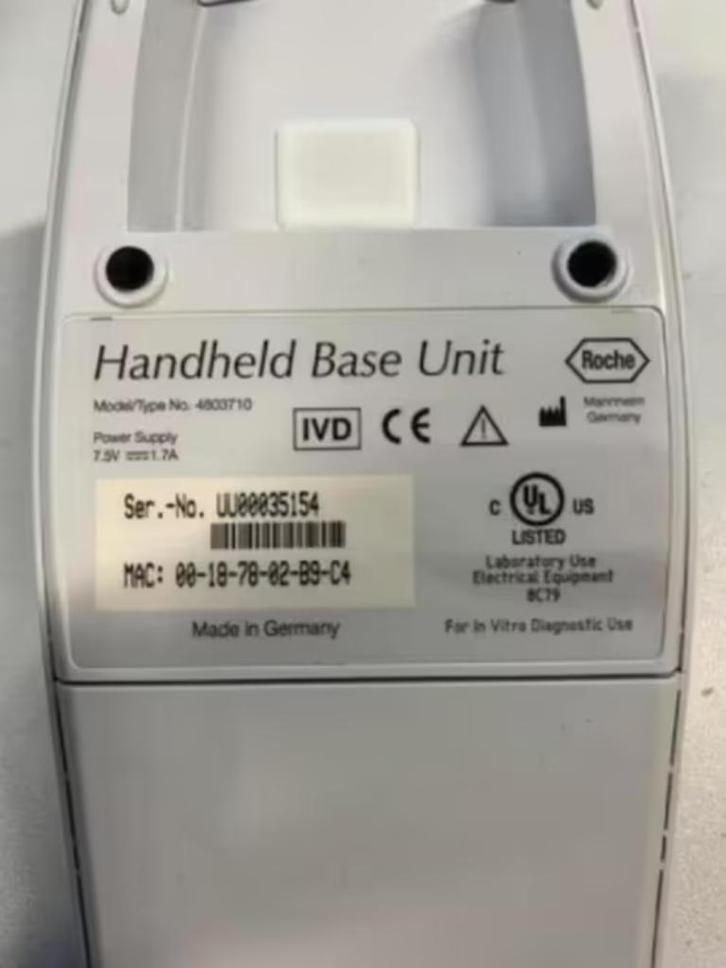 Handheld Base Unit
Roche
Model/Type No. 4803710
Mannheim
Germany
IVD CE
Power Supply
7.5V ⎓ 1.7A
Ser.-No. UU00035154
C UL US
LISTED
MAC: 00-18-78-02-B9-C4
Laboratory Use
Electrical Equipment
8C79
Made in Germany
For In Vitro Diagnostic Use